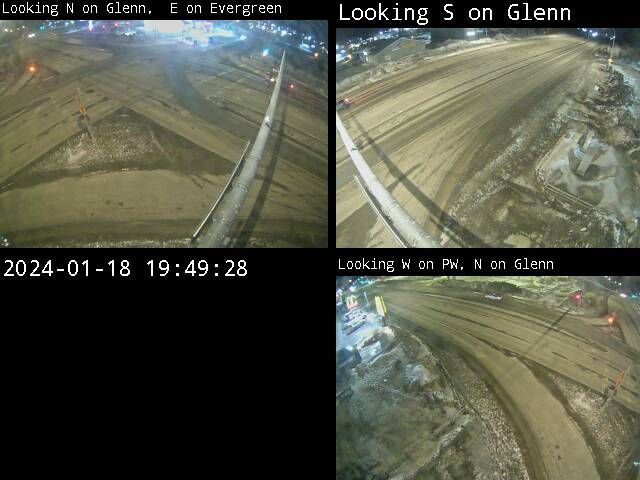 Looking N on Glenn, E on Evergreen
Looking S on Glenn
2024-01-18 19:49:28
Looking W on PW, N on Glenn